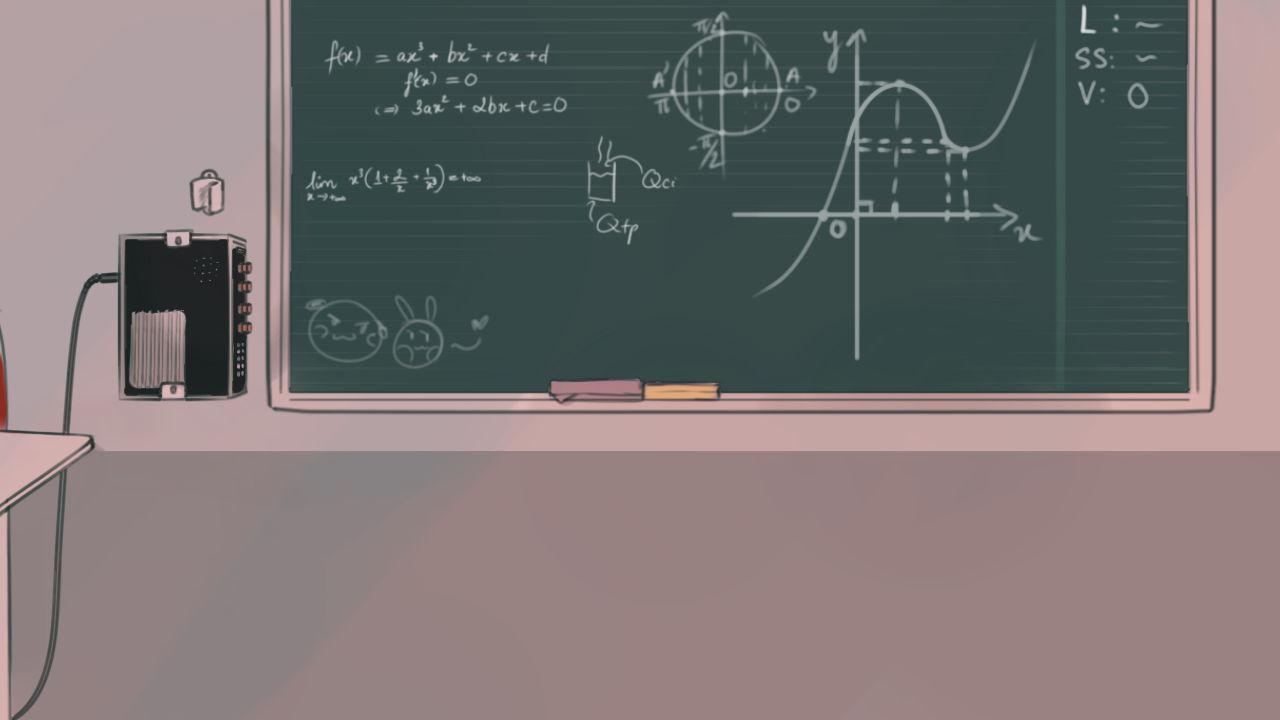 f(x) = ax³ + bx² + cx + d
f'(x) = 0
⇔ 3ax² + 2bx + c = 0
lim x³(1 + 2/x + 1/x³) = +∞
x→+∞
Qci
Qtp
π/2
A' O A
π O
-π/2
y
O
x
L : ~
SS: ~
V: 0